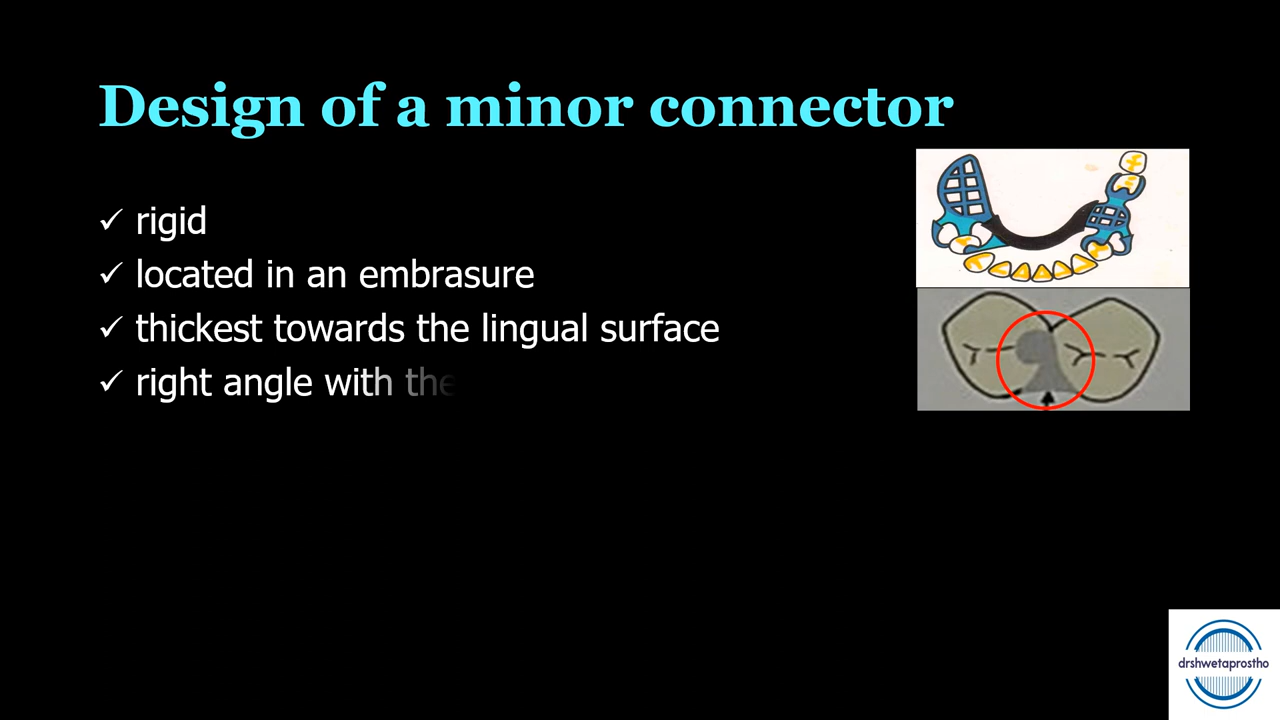 Design of a minor connector
✓ rigid
✓ located in an embrasure
✓ thickest towards the lingual surface
✓ right angle with the
drshwetaprostho